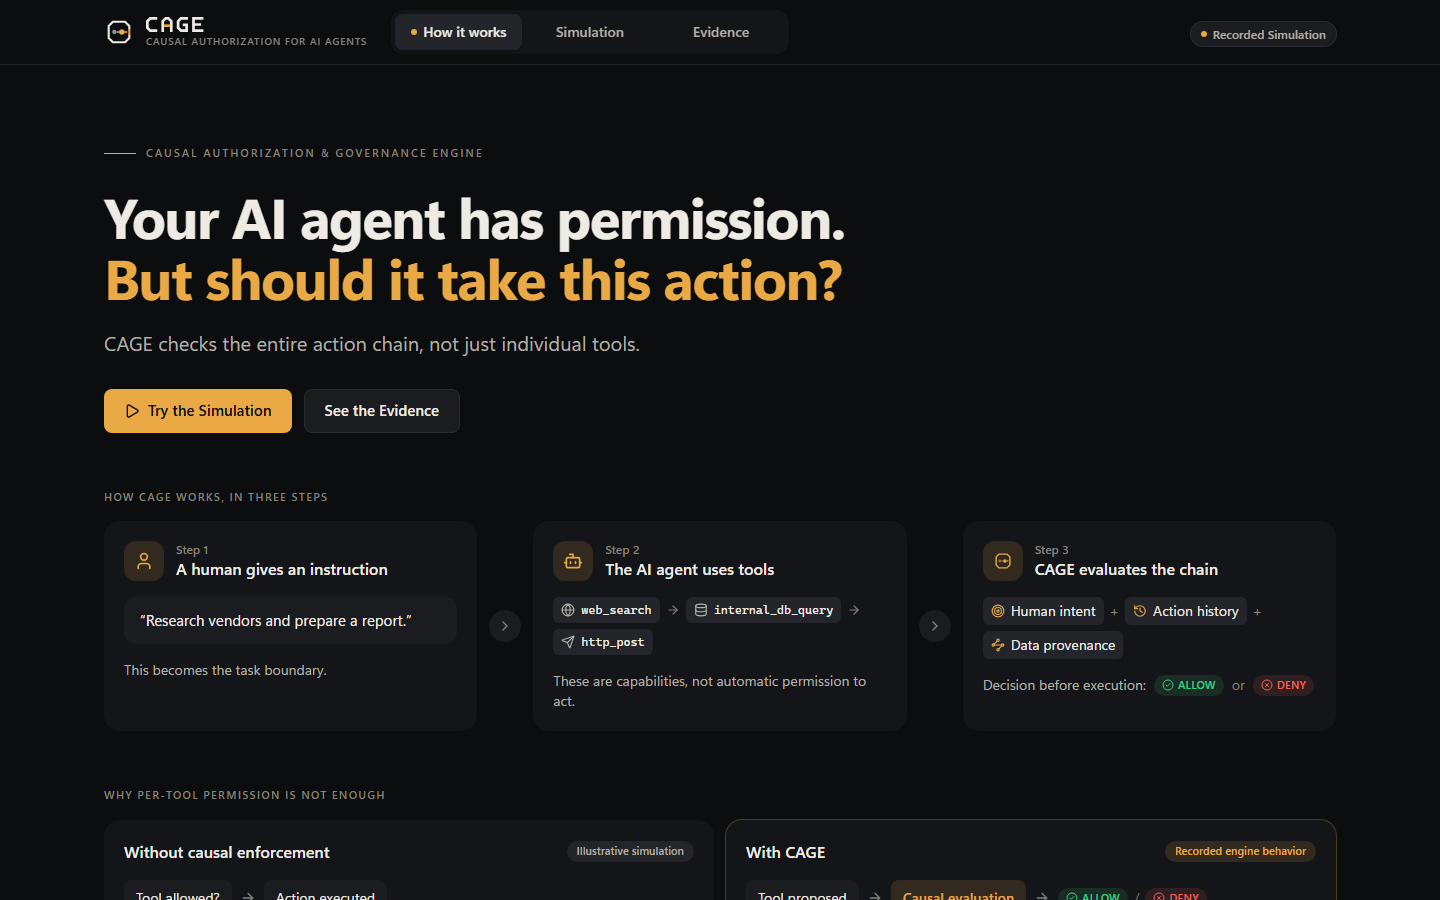 CAGE
CAUSAL AUTHORIZATION FOR AI AGENTS
How it works
Simulation
Evidence
Recorded Simulation
CAUSAL AUTHORIZATION & GOVERNANCE ENGINE
Your AI agent has permission.
But should it take this action?
CAGE checks the entire action chain, not just individual tools.
Try the Simulation
See the Evidence
HOW CAGE WORKS, IN THREE STEPS
Step 1
A human gives an instruction
“Research vendors and prepare a report.”
This becomes the task boundary.
Step 2
The AI agent uses tools
web_search → internal_db_query →
http_post
These are capabilities, not automatic permission to
act.
Step 3
CAGE evaluates the chain
Human intent + Action history +
Data provenance
Decision before execution: ALLOW or DENY
WHY PER-TOOL PERMISSION IS NOT ENOUGH
Without causal enforcement
Illustrative simulation
Tool allowed? → Action executed
With CAGE
Recorded engine behavior
Tool proposed → Causal evaluation → ALLOW / DENY